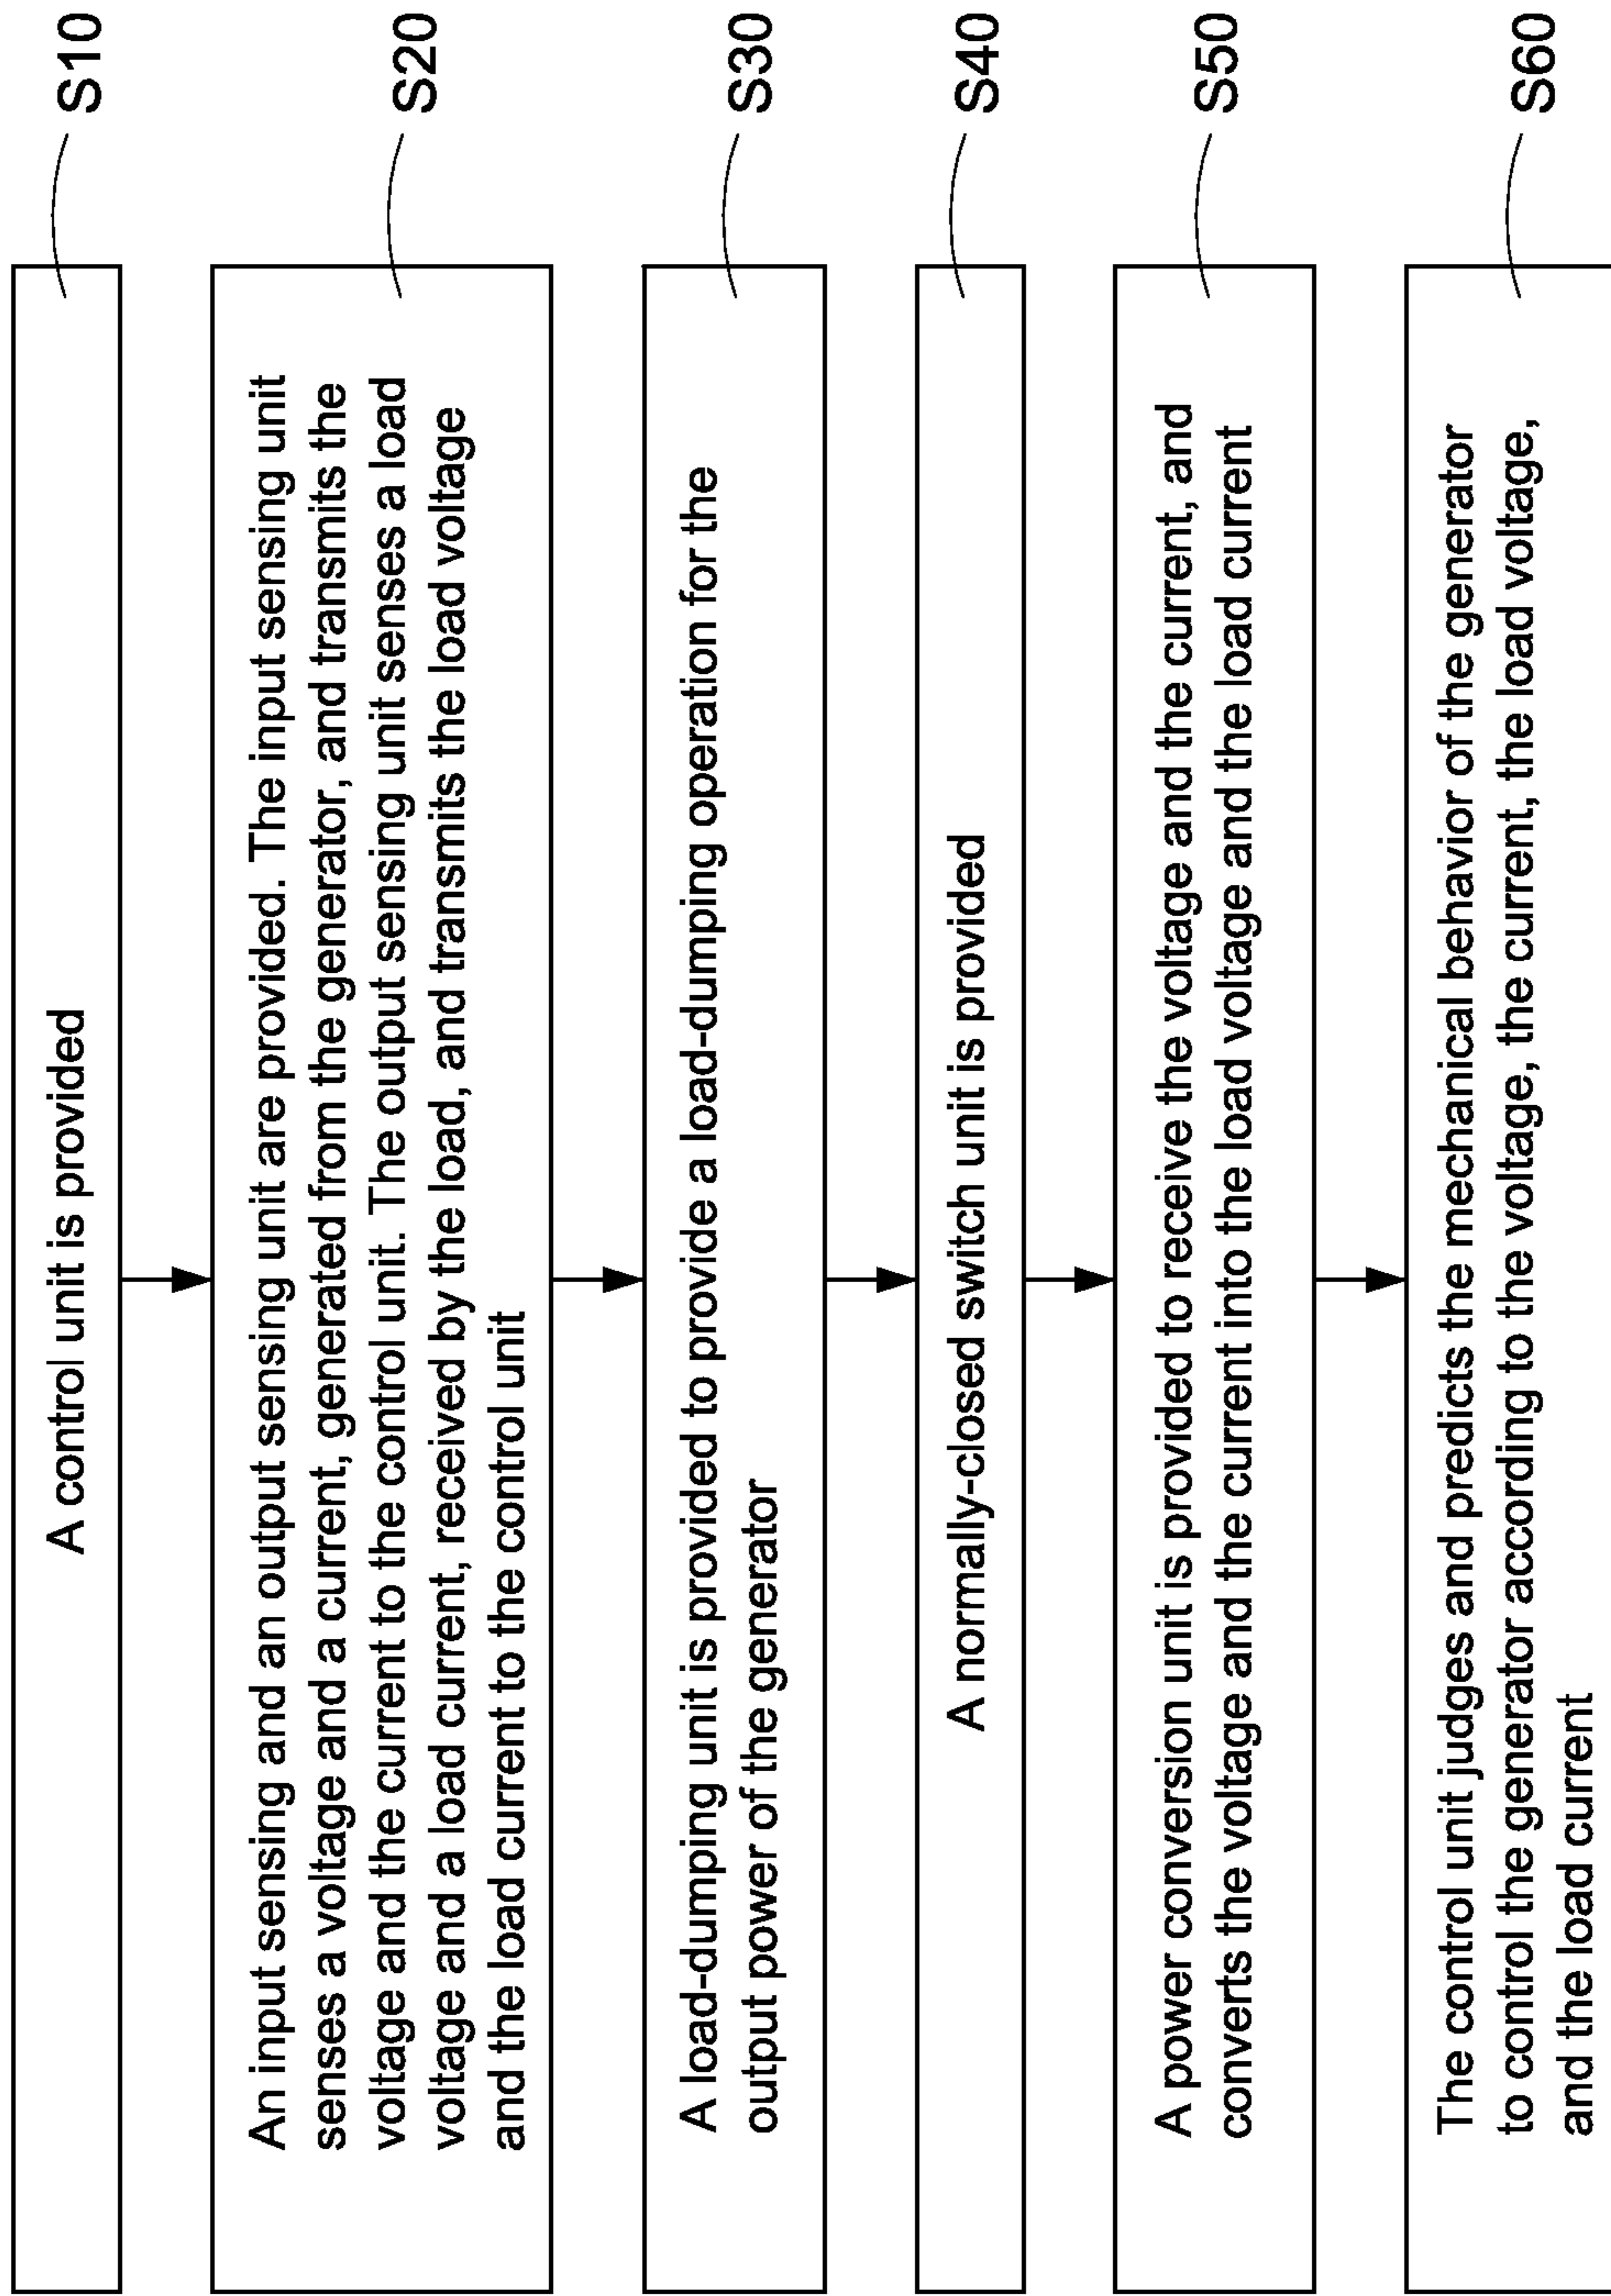 A control unit is provided
S10
An input sensing and an output sensing unit are provided. The input sensing unit
senses a voltage and a current, generated from the generator, and transmits the
voltage and the current to the control unit. The output sensing unit senses a load
voltage and a load current, received by the load, and transmits the load voltage
and the load current to the control unit
S20
A load-dumping unit is provided to provide a load-dumping operation for the
output power of the generator
S30
A normally-closed switch unit is provided
S40
A power conversion unit is provided to receive the voltage and the current, and
converts the voltage and the current into the load voltage and the load current
S50
The control unit judges and predicts the mechanical behavior of the generator
to control the generator according to the voltage, the current, the load voltage,
and the load current
S60